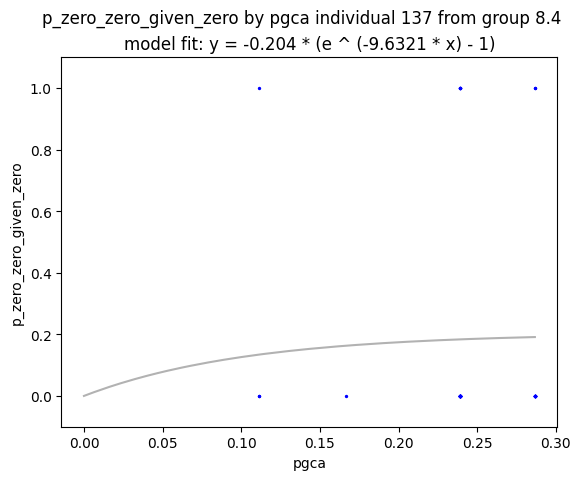 p_zero_zero_given_zero by pgca individual 137 from group 8.4
model fit: y = -0.204 * (e ^ (-9.6321 * x) - 1)
1.0
0.8
0.6
0.4
0.2
0.0
p_zero_zero_given_zero
0.00 0.05 0.10 0.15 0.20 0.25 0.30
pgca